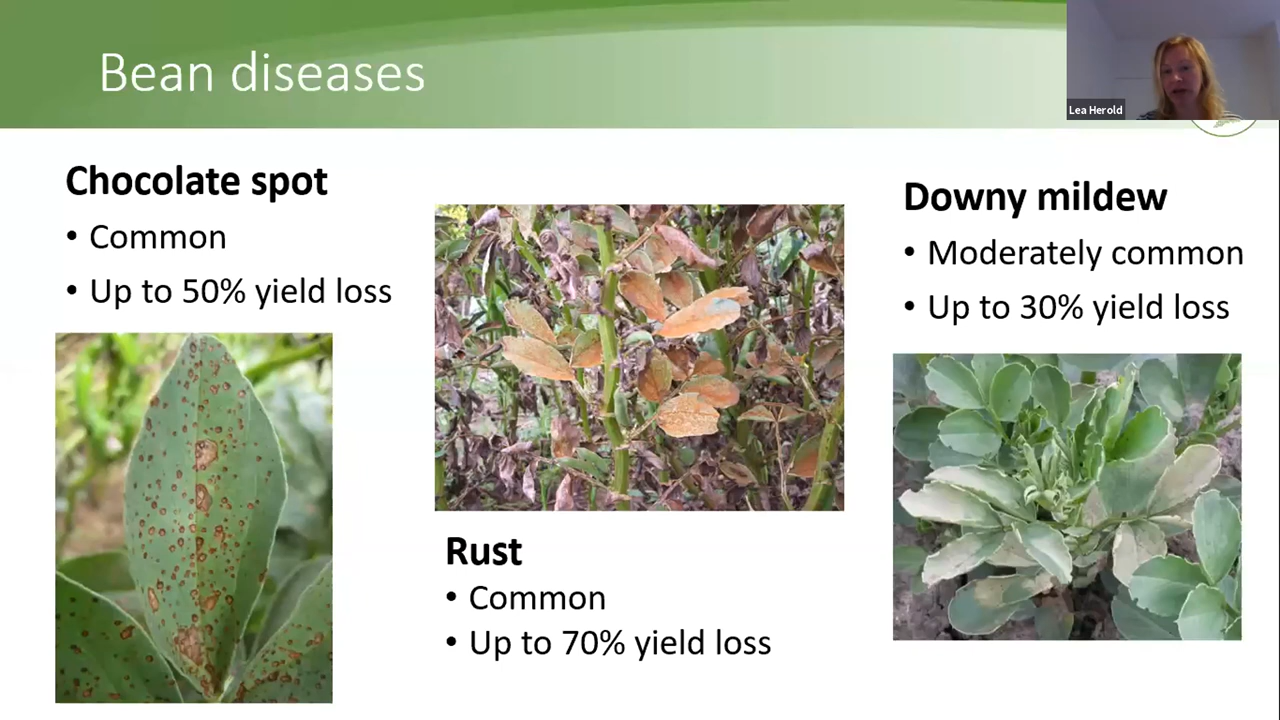 Bean diseases
Lea Herold
Chocolate spot
• Common
• Up to 50% yield loss
Rust
• Common
• Up to 70% yield loss
Downy mildew
• Moderately common
• Up to 30% yield loss